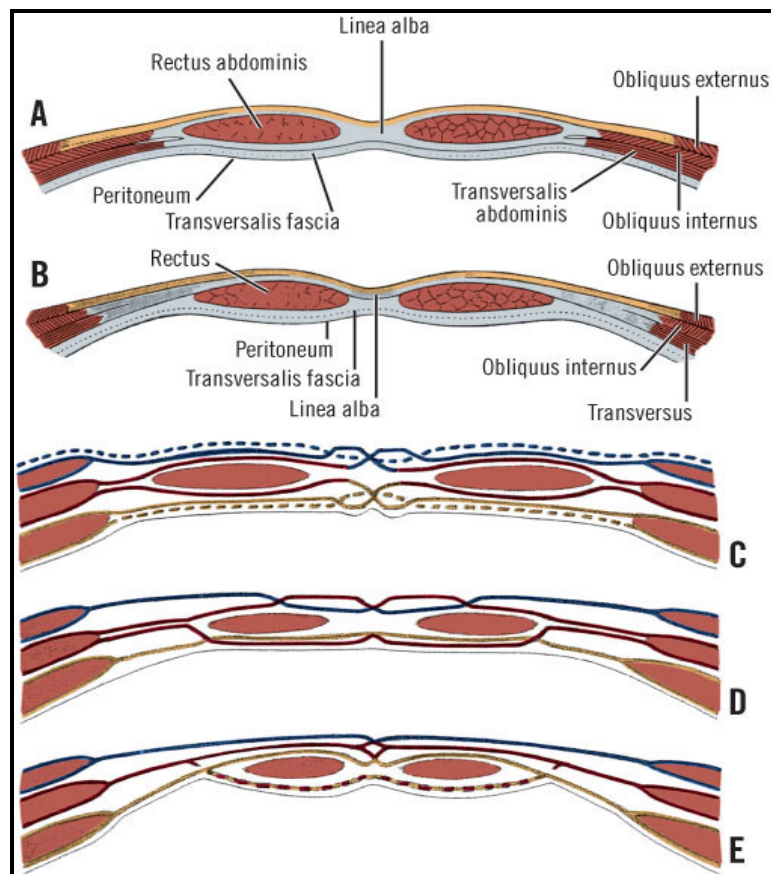 Linea alba
Rectus abdominis
Obliquus externus
A
Peritoneum
Transversalis fascia
Transversalis
abdominis
Obliquus internus
Rectus
B
Obliquus externus
Peritoneum
Transversalis fascia
Linea alba
Obliquus internus
Transversus
C
D
E